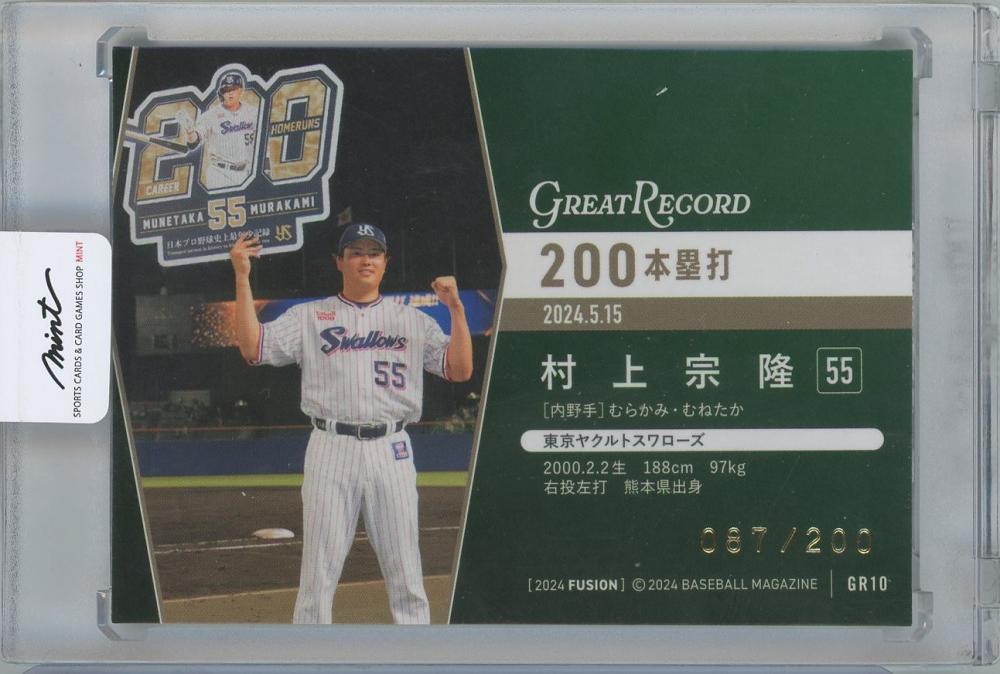 200
HOMERUNS
Swallows
55
CAREER
MUNETAKA 55 MURAKAMI
日本プロ野球史上最年少記録
Swallows
55
mint
SPORTS CARDS & CARD GAMES SHOP MINT
GREAT RECORD
200本塁打
2024.5.15
村上宗隆 55
[内野手]むらかみ・むねたか
東京ヤクルトスワローズ
2000.2.2生 188cm 97kg
右投左打 熊本県出身
087/200
[2024 FUSION] ©2024 BASEBALL MAGAZINE GR10